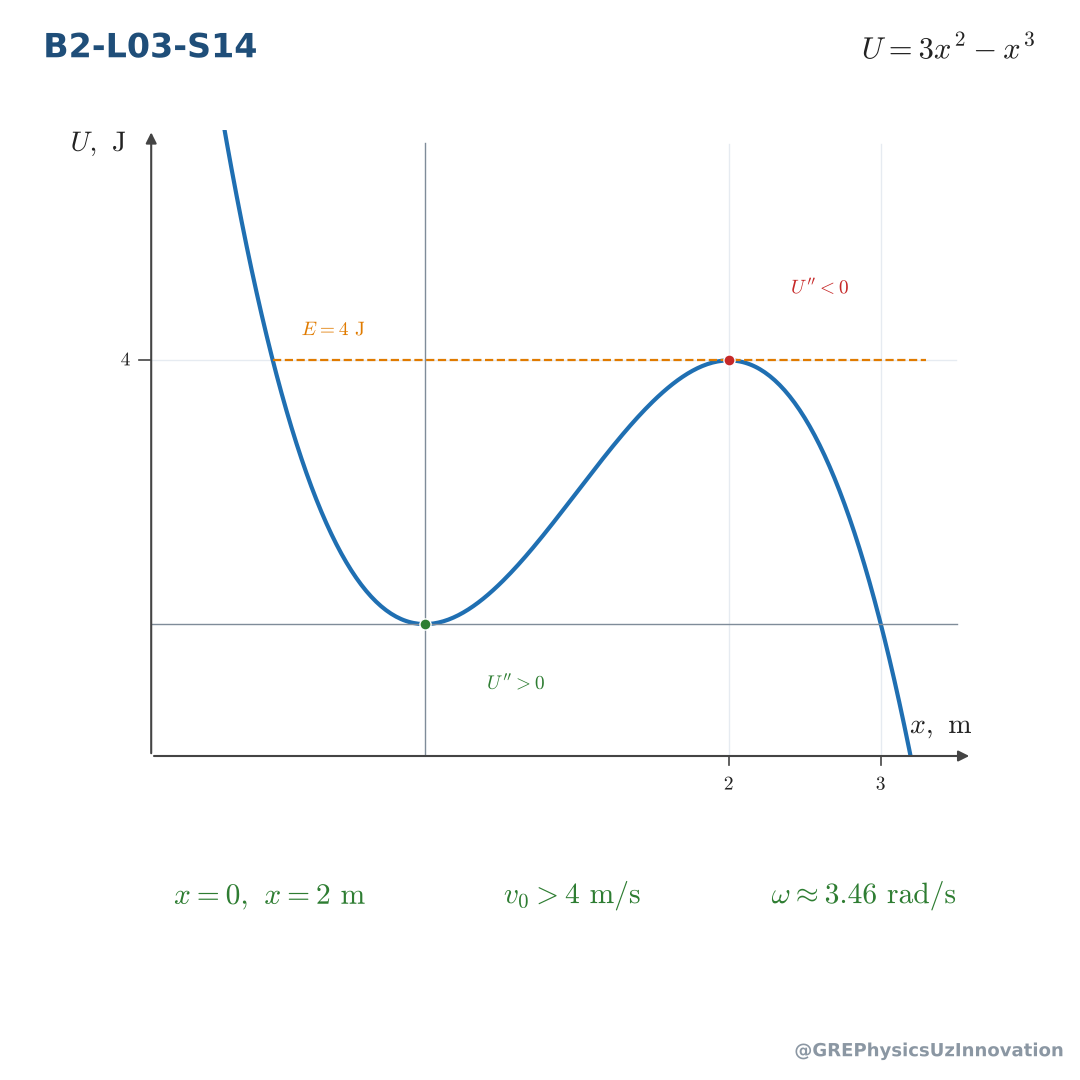 B2-L03-S14
U = 3x² − x³
U, J
U″ < 0
E = 4 J
4
U″ > 0
x, m
2 3
x = 0, x = 2 m
v₀ > 4 m/s
ω ≈ 3.46 rad/s
@GREPhysicsUzInnovation